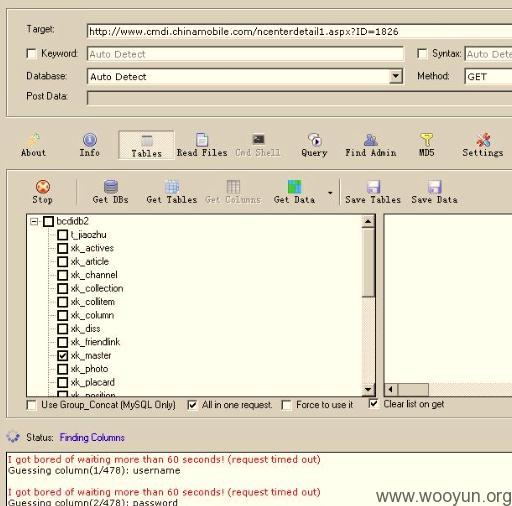 Target: http://www.cmdi.chinamobile.com/ncenterdetail1.aspx?ID=1826
Keyword: Auto Detect Syntax: Auto Dete
Database: Auto Detect Method: GET
Post Data:
About Info Tables Read Files Cmd Shell Query Find Admin MD5 Settings
Stop Get DBs Get Tables Get Columns Get Data Save Tables Save Data
bcdidb2
t_jiaozhu
xk_actives
xk_article
xk_channel
xk_collection
xk_collitem
xk_column
xk_diss
xk_friendlink
xk_master
xk_photo
xk_placard
xk_position
Use Group_Concat (MySQL Only) All in one request. Force to use it Clear list on get
Status: Finding Columns
I got bored of waiting more than 60 seconds! (request timed out)
Guessing column(1/478): username
I got bored of waiting more than 60 seconds! (request timed out)
Guessing column(2/478): password
www.wooyun.org